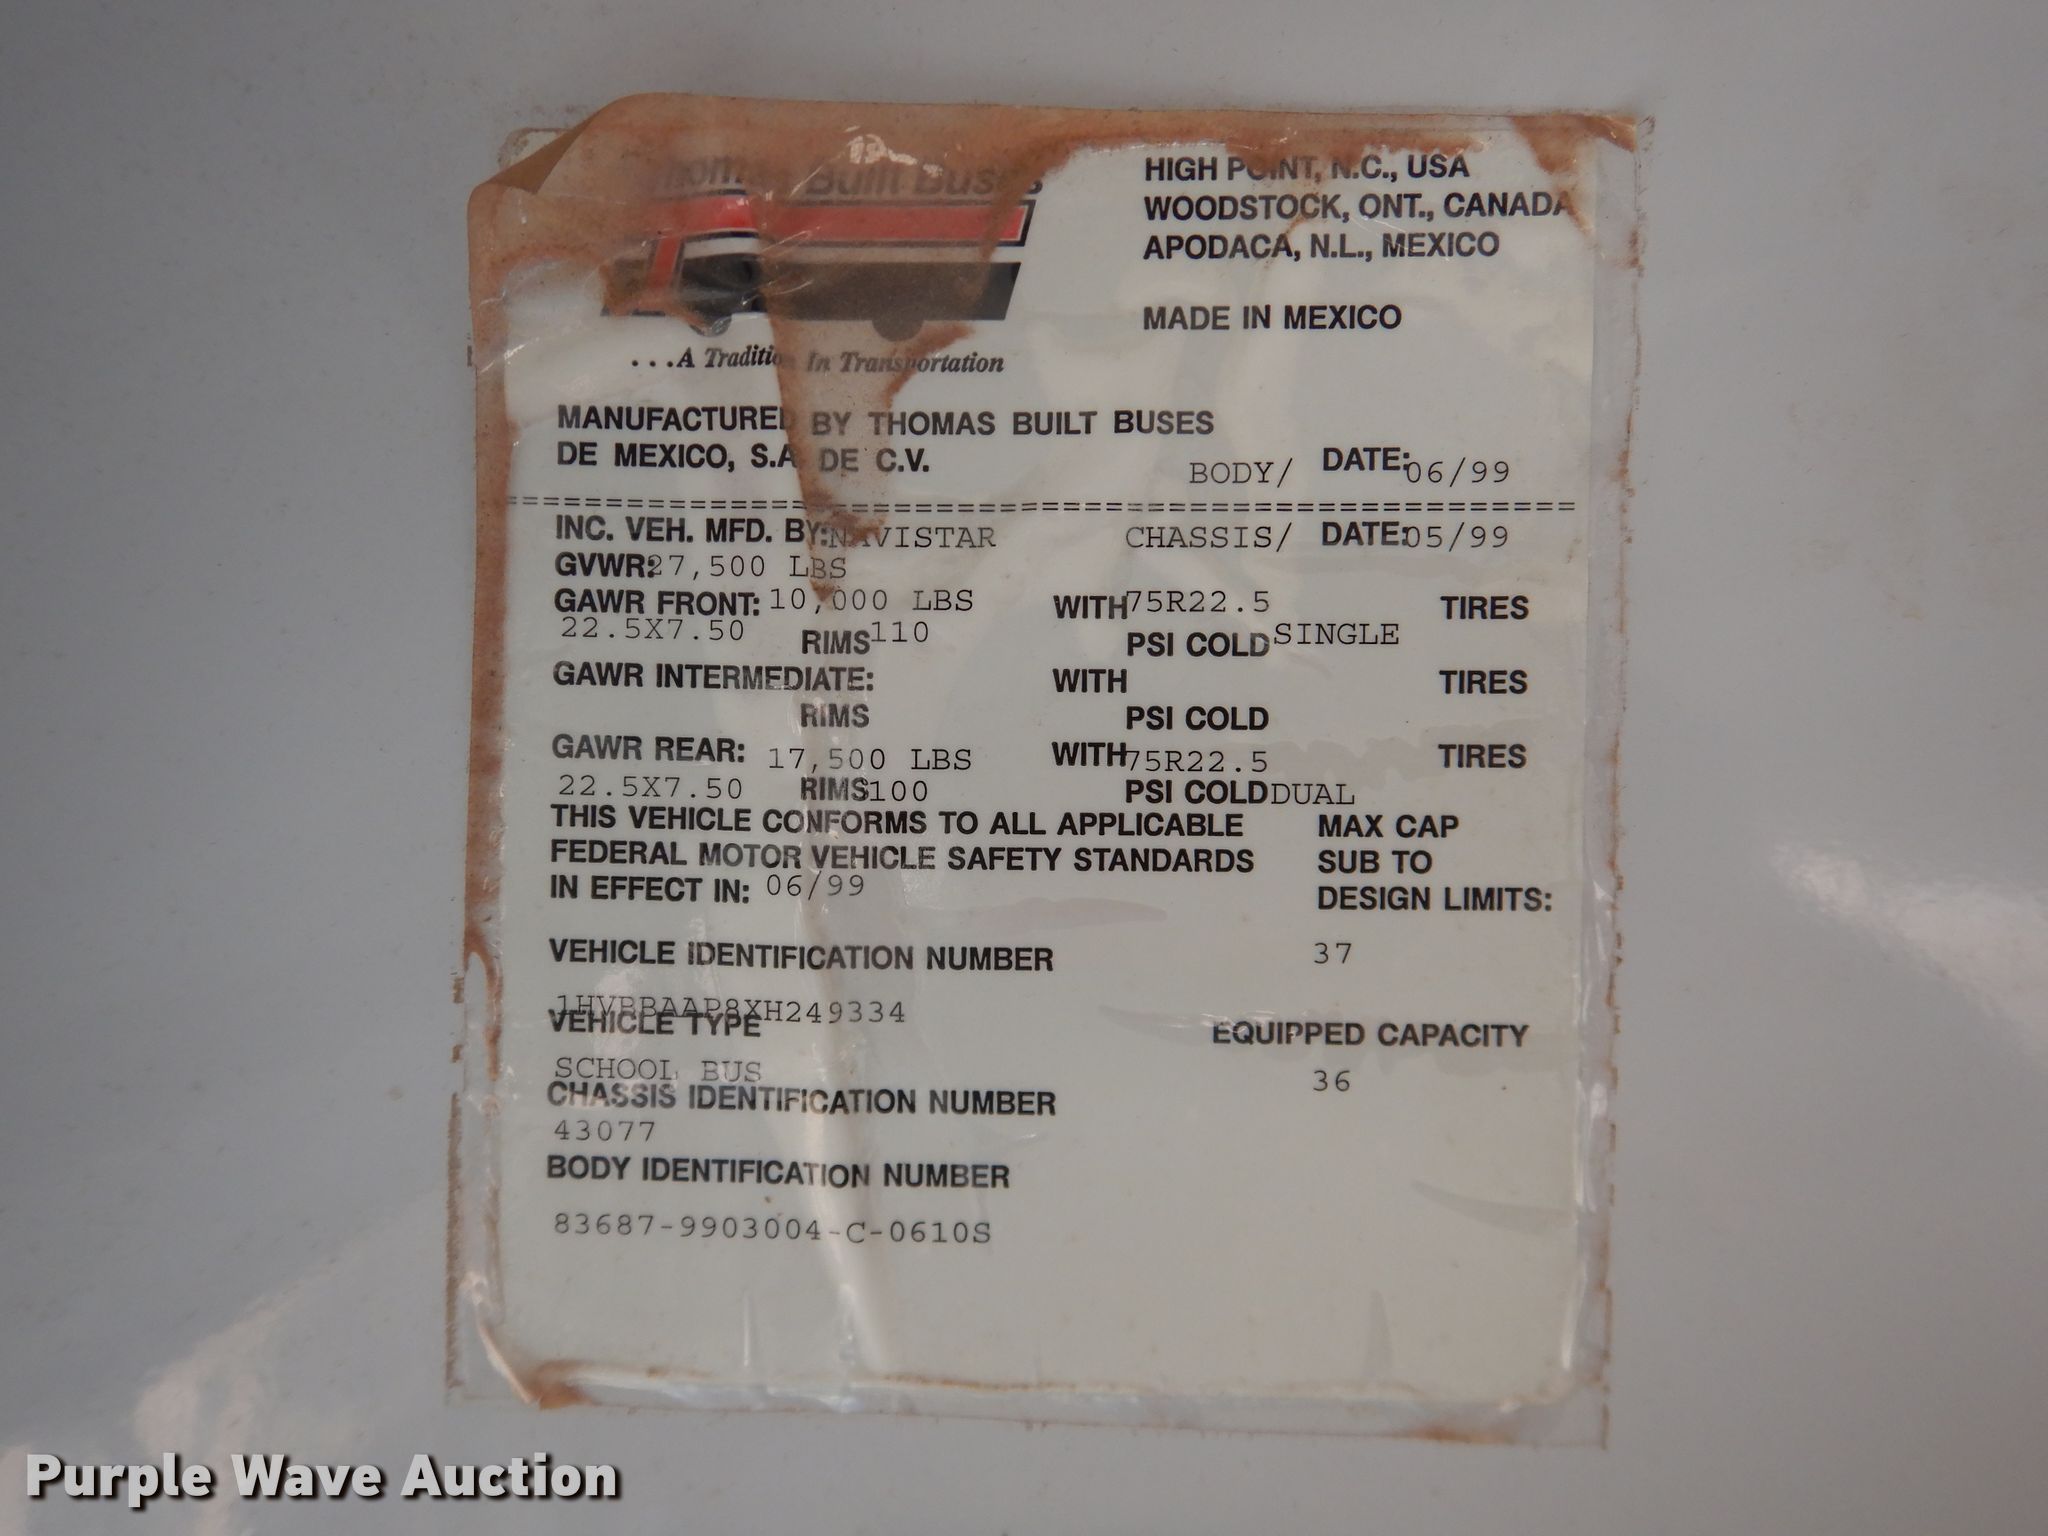 Thomas Built Buses
HIGH POINT, N.C., USA
WOODSTOCK, ONT., CANADA
APODACA, N.L., MEXICO
MADE IN MEXICO
...A Tradition In Transportation
MANUFACTURED BY THOMAS BUILT BUSES
DE MEXICO, S.A. DE C.V.
BODY/ DATE: 06/99
==================================================
INC. VEH. MFD. BY: NAVISTAR CHASSIS/ DATE: 05/99
GVWR: 27,500 LBS
GAWR FRONT: 10,000 LBS WITH 75R22.5 TIRES
22.5X7.50 RIMS 110 PSI COLD SINGLE
GAWR INTERMEDIATE: WITH TIRES
RIMS PSI COLD
GAWR REAR: 17,500 LBS WITH 75R22.5 TIRES
22.5X7.50 RIMS 100 PSI COLD DUAL
THIS VEHICLE CONFORMS TO ALL APPLICABLE MAX CAP
FEDERAL MOTOR VEHICLE SAFETY STANDARDS SUB TO
IN EFFECT IN: 06/99 DESIGN LIMITS:
VEHICLE IDENTIFICATION NUMBER 37
1HVBBAAP8XH249334
VEHICLE TYPE EQUIPPED CAPACITY
SCHOOL BUS 36
CHASSIS IDENTIFICATION NUMBER
43077
BODY IDENTIFICATION NUMBER
83687-9903004-C-0610S
Purple Wave Auction